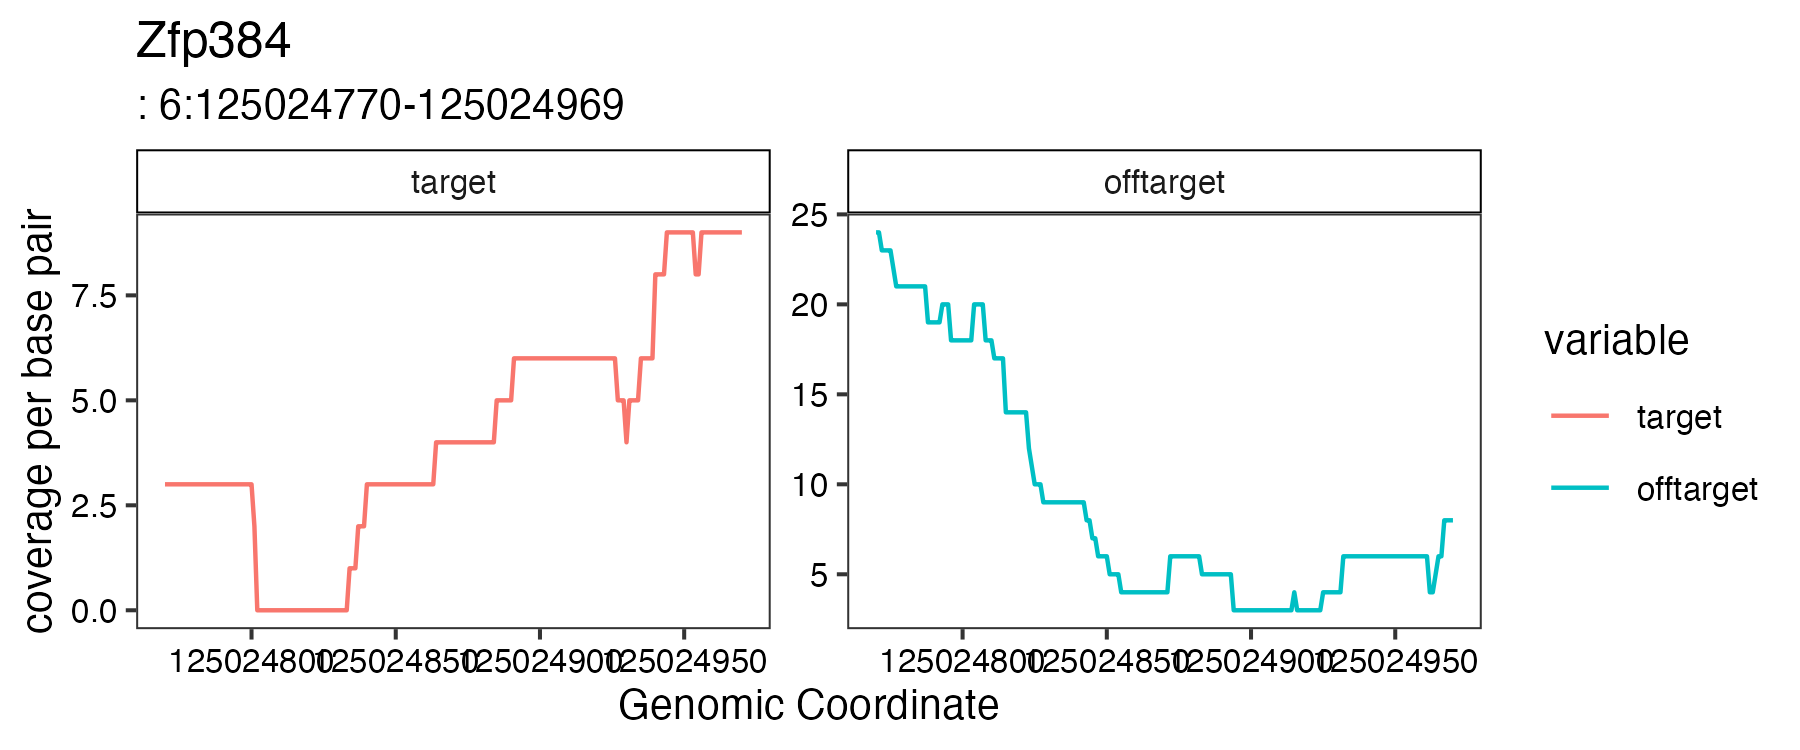 Zfp384
: 6:125024770-125024969
target
offtarget
coverage per base pair
7.5
5.0
2.5
0.0
25
20
15
10
5
125024800 125024850 125024900 125024950
125024800 125024850 125024900 125024950
Genomic Coordinate
variable
target
offtarget